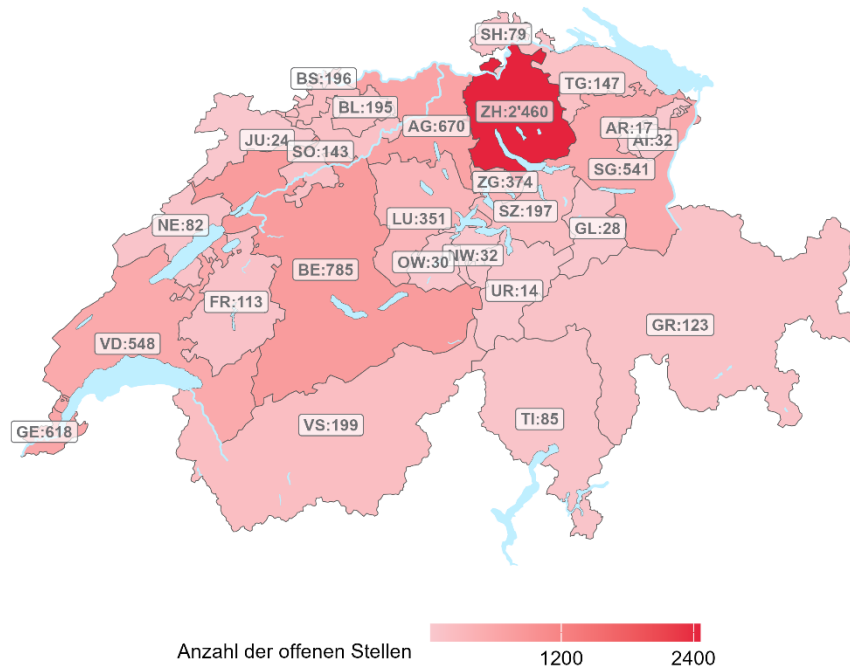 SH:79
BS:196
TG:147
BL:195
ZH:2'460
AG:670
AR:17
AI:32
JU:24
SO:143
SG:541
ZG:374
SZ:197
LU:351
NE:82
GL:28
NW:32
OW:30
BE:785
UR:14
FR:113
GR:123
VD:548
TI:85
VS:199
GE:618
Anzahl der offenen Stellen
1200
2400